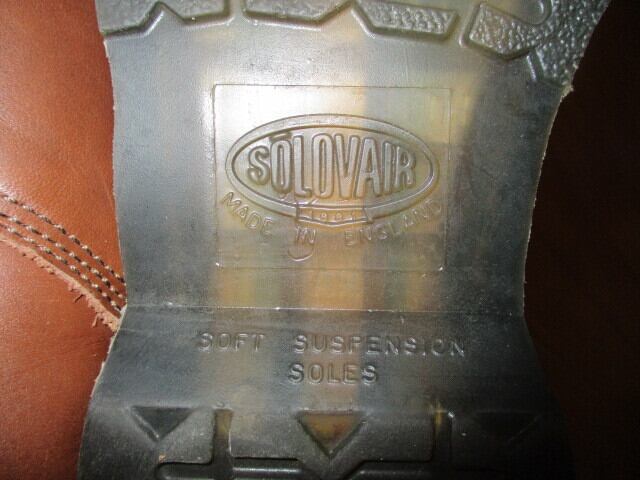 SOLOVAIR
MADE IN ENGLAND
SOFT SUSPENSION
SOLES